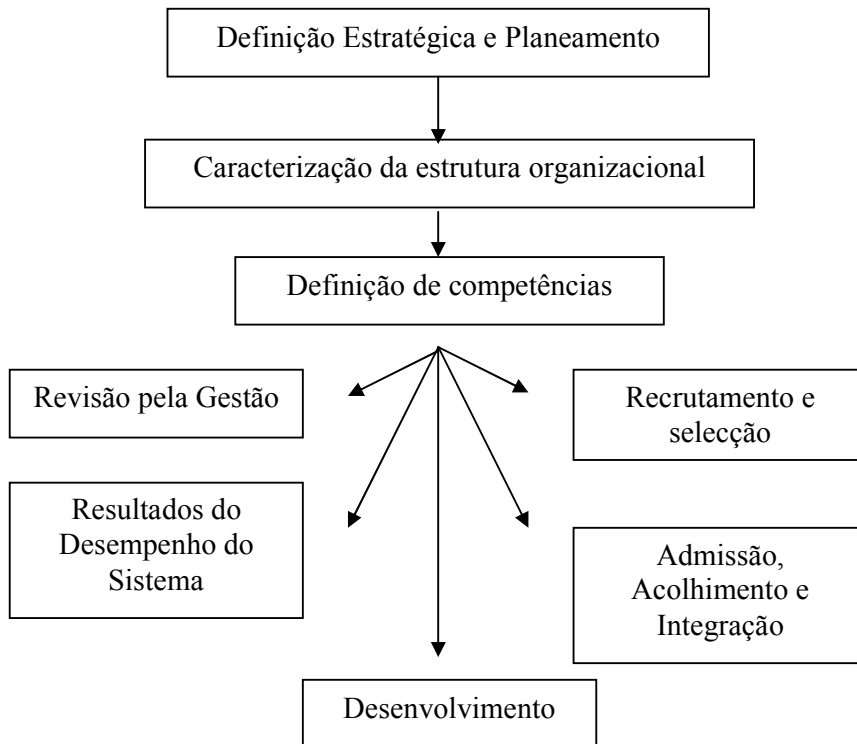 Definição Estratégica e Planeamento
Caracterização da estrutura organizacional
Definição de competências
Revisão pela Gestão
Recrutamento e
selecção
Resultados do
Desempenho do
Sistema
Admissão,
Acolhimento e
Integração
Desenvolvimento